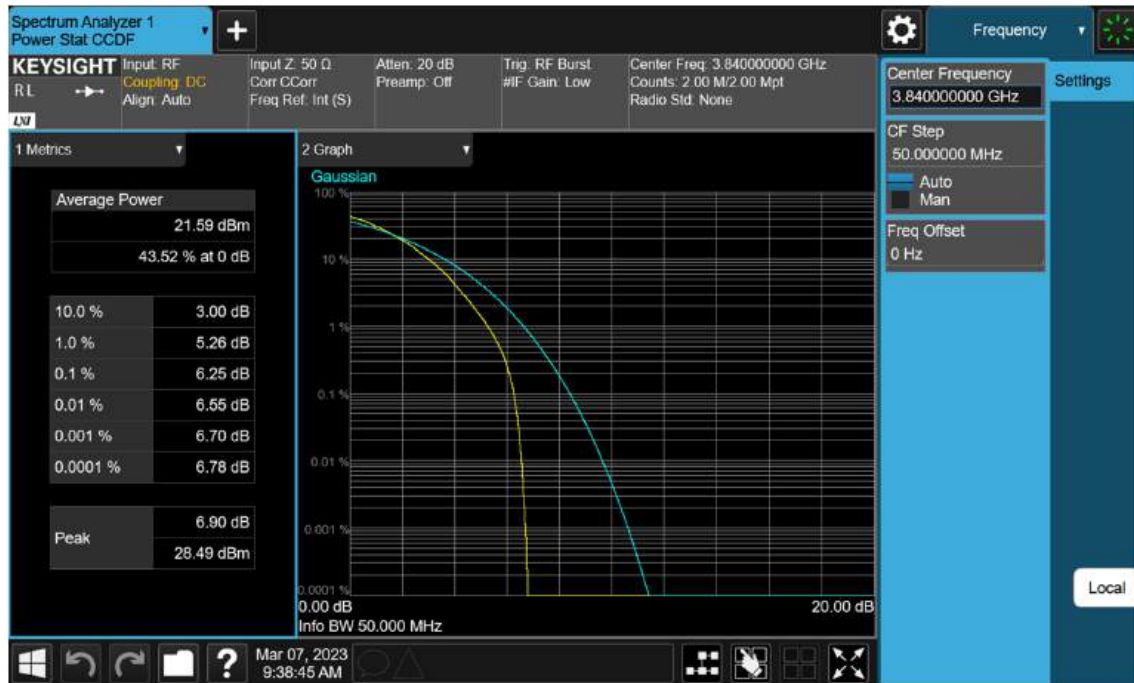 Spectrum Analyzer 1
Power Stat CCDF
Frequency
KEYSIGHT
RL
LXI
Input: RF
Coupling: DC
Align: Auto
Input Z: 50 Ω
Corr CCorr
Freq Ref: Int (S)
Atten: 20 dB
Preamp: Off
Trig: RF Burst
#IF Gain: Low
Center Freq: 3.840000000 GHz
Counts: 2.00 M/2.00 Mpt
Radio Std: None
Center Frequency
3.840000000 GHz
Settings
CF Step
50.000000 MHz
Auto
Man
Freq Offset
0 Hz
1 Metrics
Average Power
21.59 dBm
43.52 % at 0 dB
10.0 % 3.00 dB
1.0 % 5.26 dB
0.1 % 6.25 dB
0.01 % 6.55 dB
0.001 % 6.70 dB
0.0001 % 6.78 dB
Peak
6.90 dB
28.49 dBm
2 Graph
Gaussian
100 %
10 %
1 %
0.1 %
0.01 %
0.001 %
0.0001 %
0.00 dB 20.00 dB
Info BW 50.000 MHz
Local
?
Mar 07, 2023
9:38:45 AM